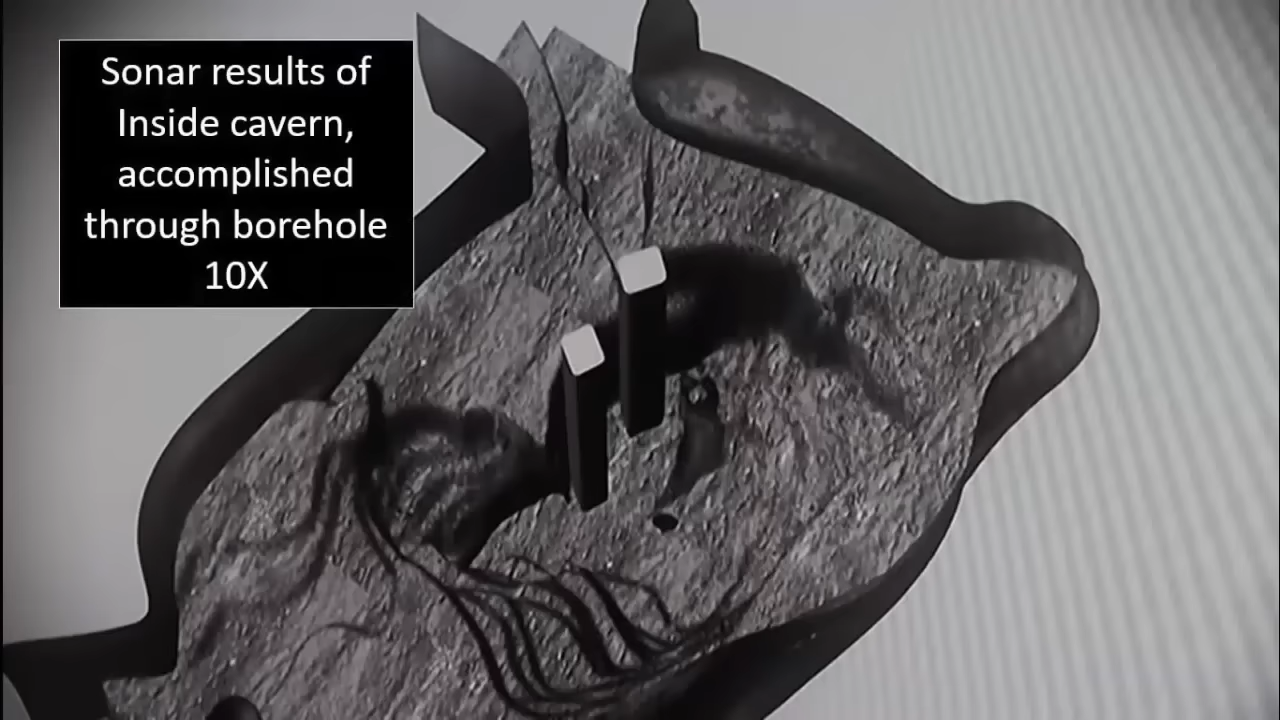 Sonar results of
Inside cavern,
accomplished
through borehole
10X